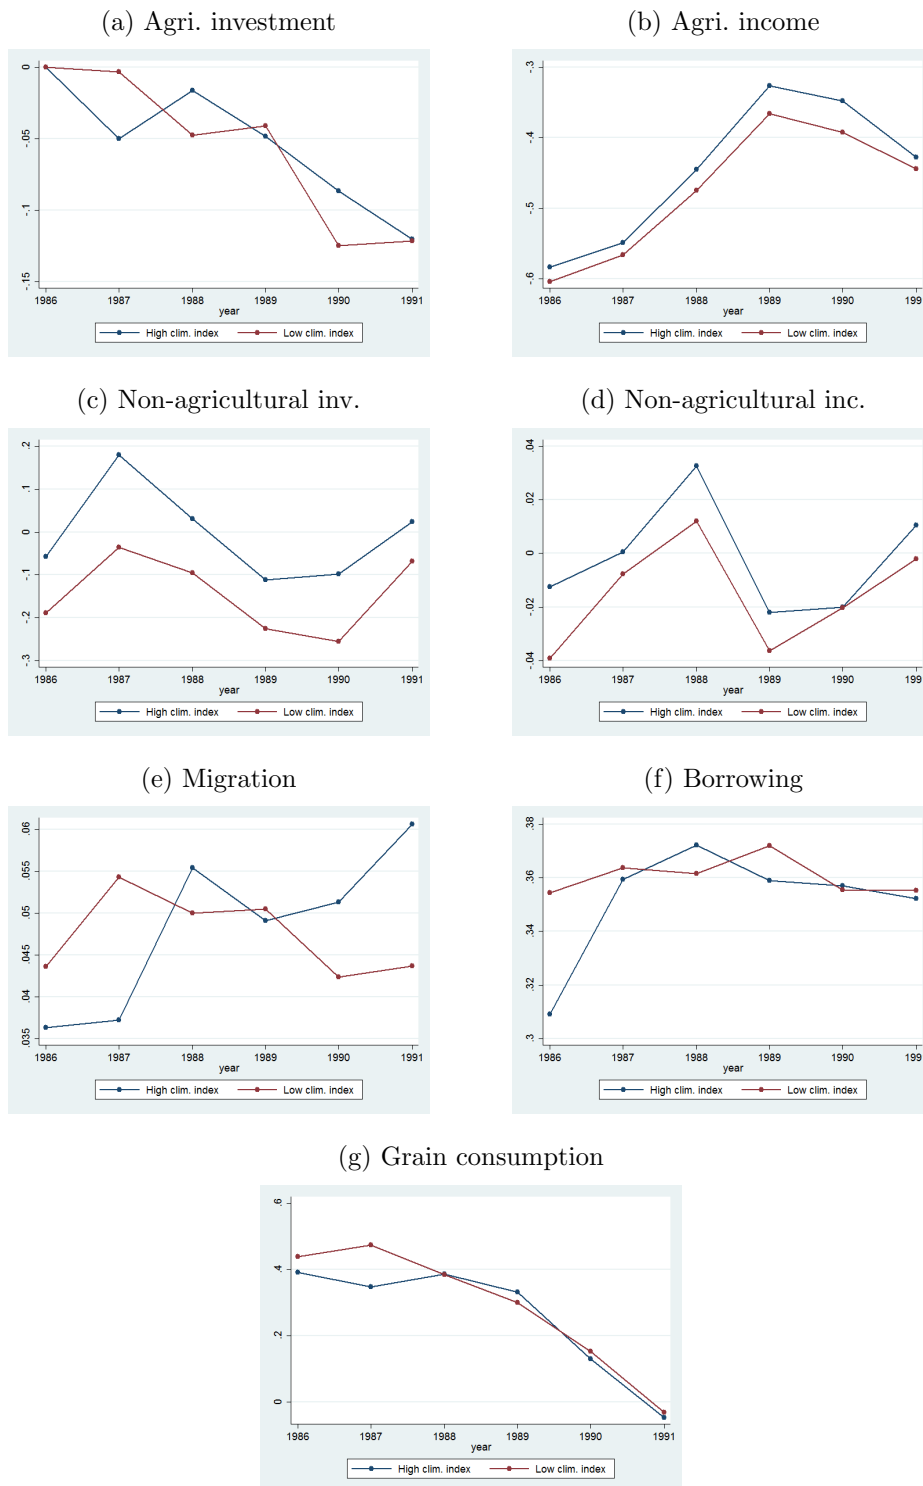 (a) Agri. investment
(b) Agri. income
0
-.05
-.1
-.15
1986 1987 1988 1989 1990 1991
year
High clim. index Low clim. index
-.3
-.4
-.5
-.6
1986 1987 1988 1989 1990 199
year
High clim. index Low clim. index
(c) Non-agricultural inv.
(d) Non-agricultural inc.
.2
.1
0
-.1
-.2
-.3
1986 1987 1988 1989 1990 1991
year
High clim. index Low clim. index
.04
.02
0
-.02
-.04
1986 1987 1988 1989 1990 199
year
High clim. index Low clim. index
(e) Migration
(f) Borrowing
.06
.055
.05
.045
.04
.035
1986 1987 1988 1989 1990 1991
year
High clim. index Low clim. index
.38
.36
.34
.32
.3
1986 1987 1988 1989 1990 199
year
High clim. index Low clim. index
(g) Grain consumption
.6
.4
.2
0
1986 1987 1988 1989 1990 1991
year
High clim. index Low clim. index